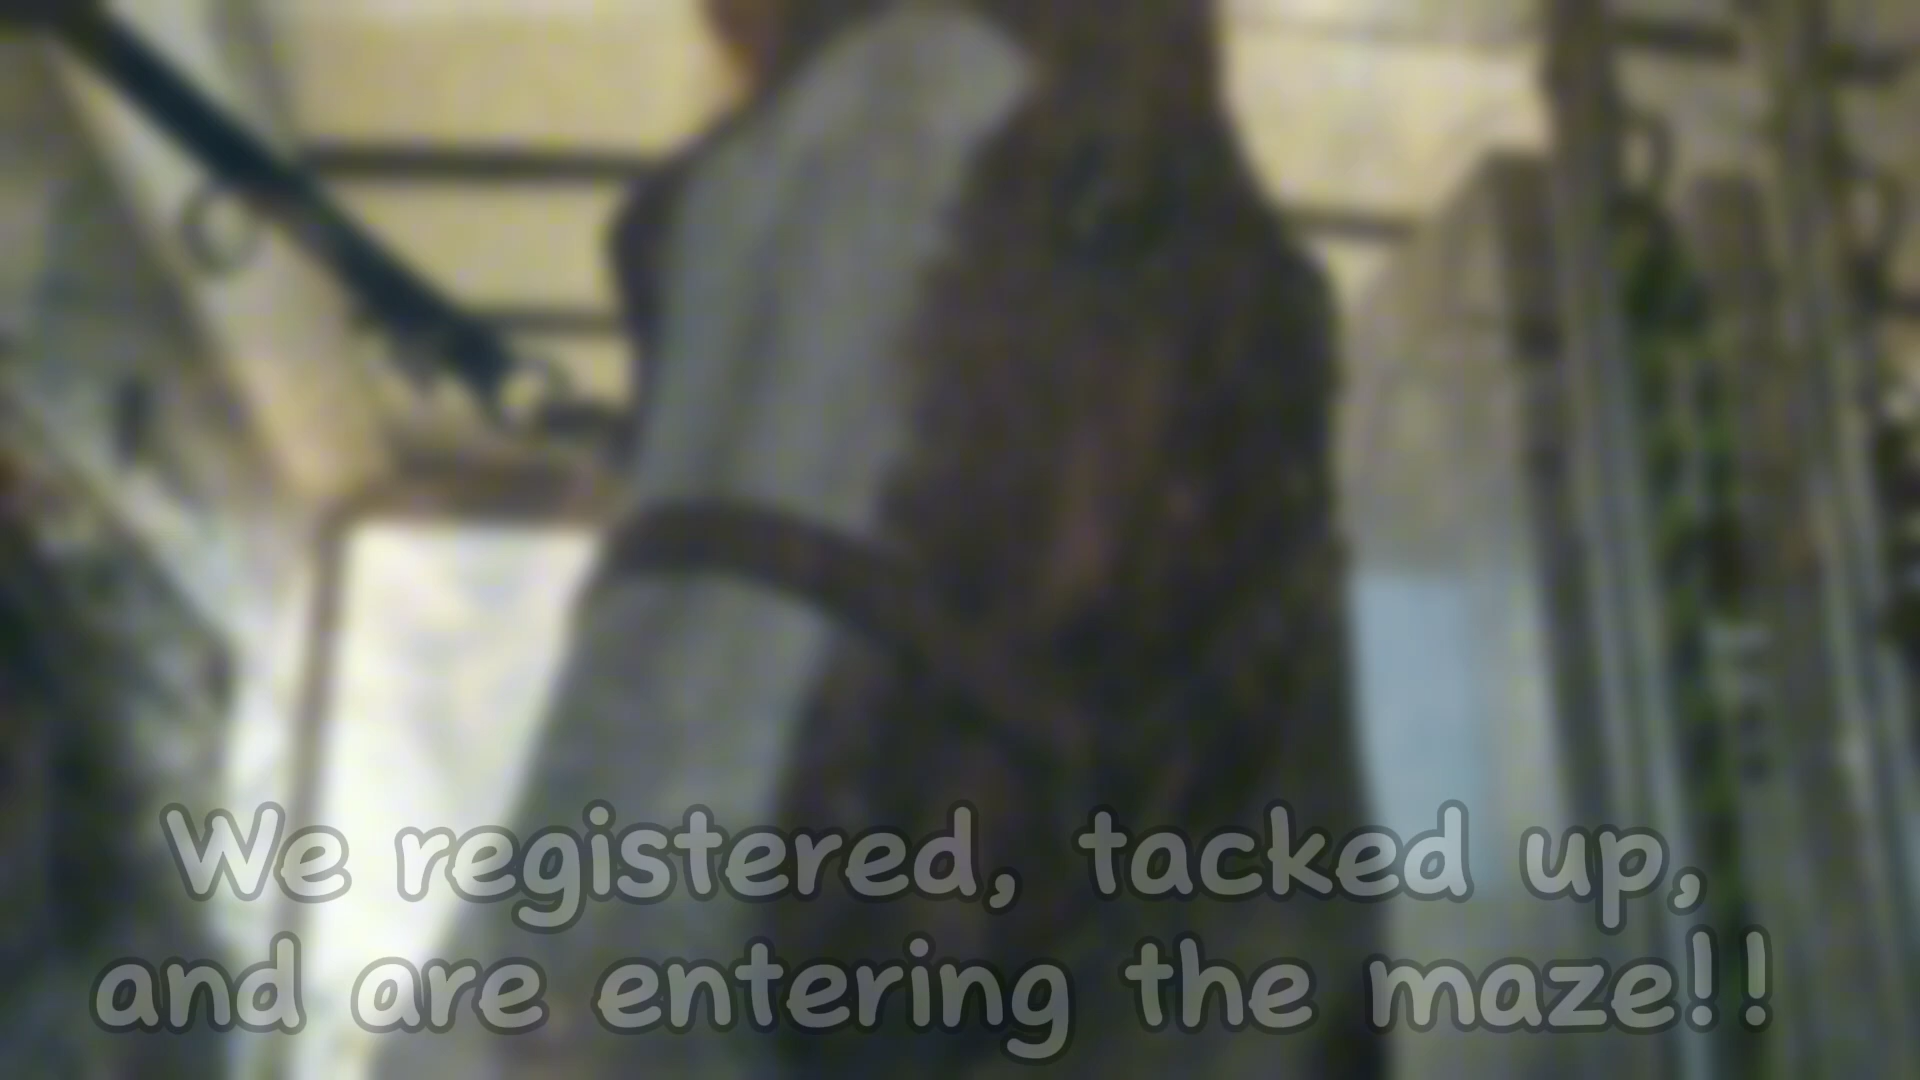 We registered, tacked up,
and are entering the maze!!